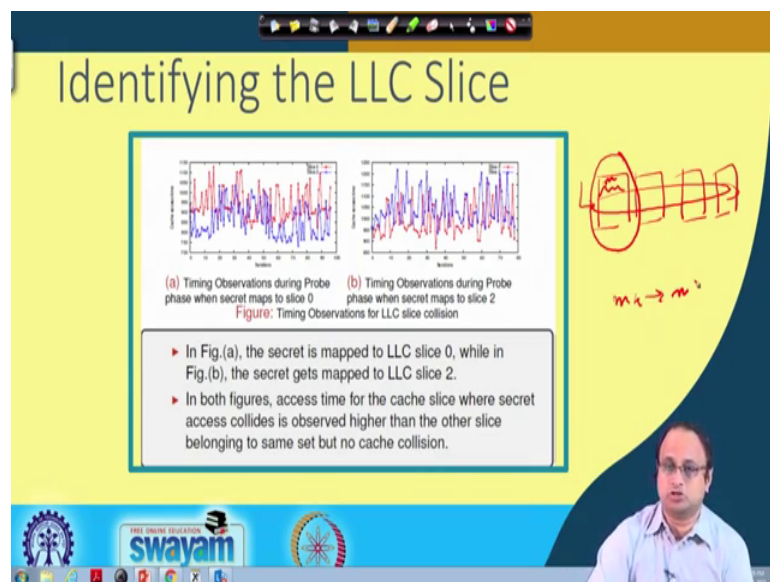 Identifying the LLC Slice
(a) Timing Observations during Probe
phase when secret maps to slice 0
(b) Timing Observations during Probe
phase when secret maps to slice 2
Figure: Timing Observations for LLC slice collision
In Fig.(a), the secret is mapped to LLC slice 0, while in
Fig.(b), the secret gets mapped to LLC slice 2.
In both figures, access time for the cache slice where secret
access collides is observed higher than the other slice
belonging to same set but no cache collision.
FREE ONLINE EDUCATION
swayam